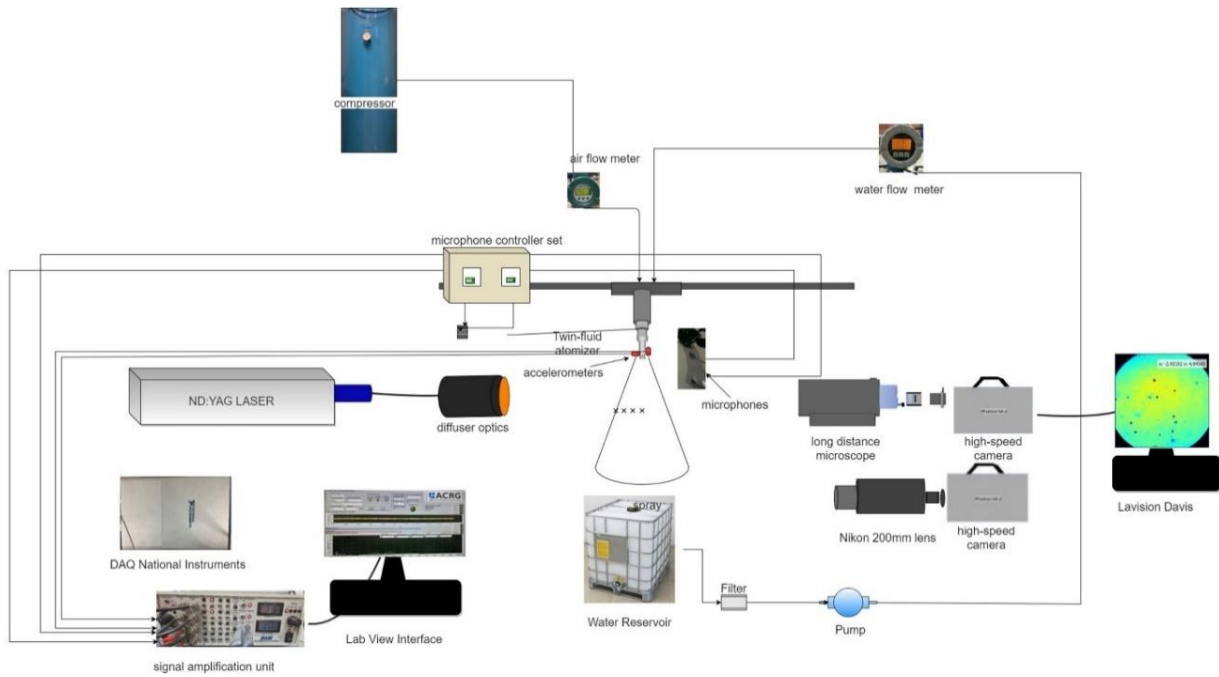 compressor
air flow meter
water flow meter
microphone controller set
Twin-fluid
atomizer
accelerometers
microphones
ND:YAG LASER
diffuser optics
long distance
microscope
high-speed
camera
Nikon 200mm lens
high-speed
camera
Lavision Davis
DAQ National Instruments
ACRG
Lab View Interface
spray
Water Reservoir
Filter
Pump
signal amplification unit